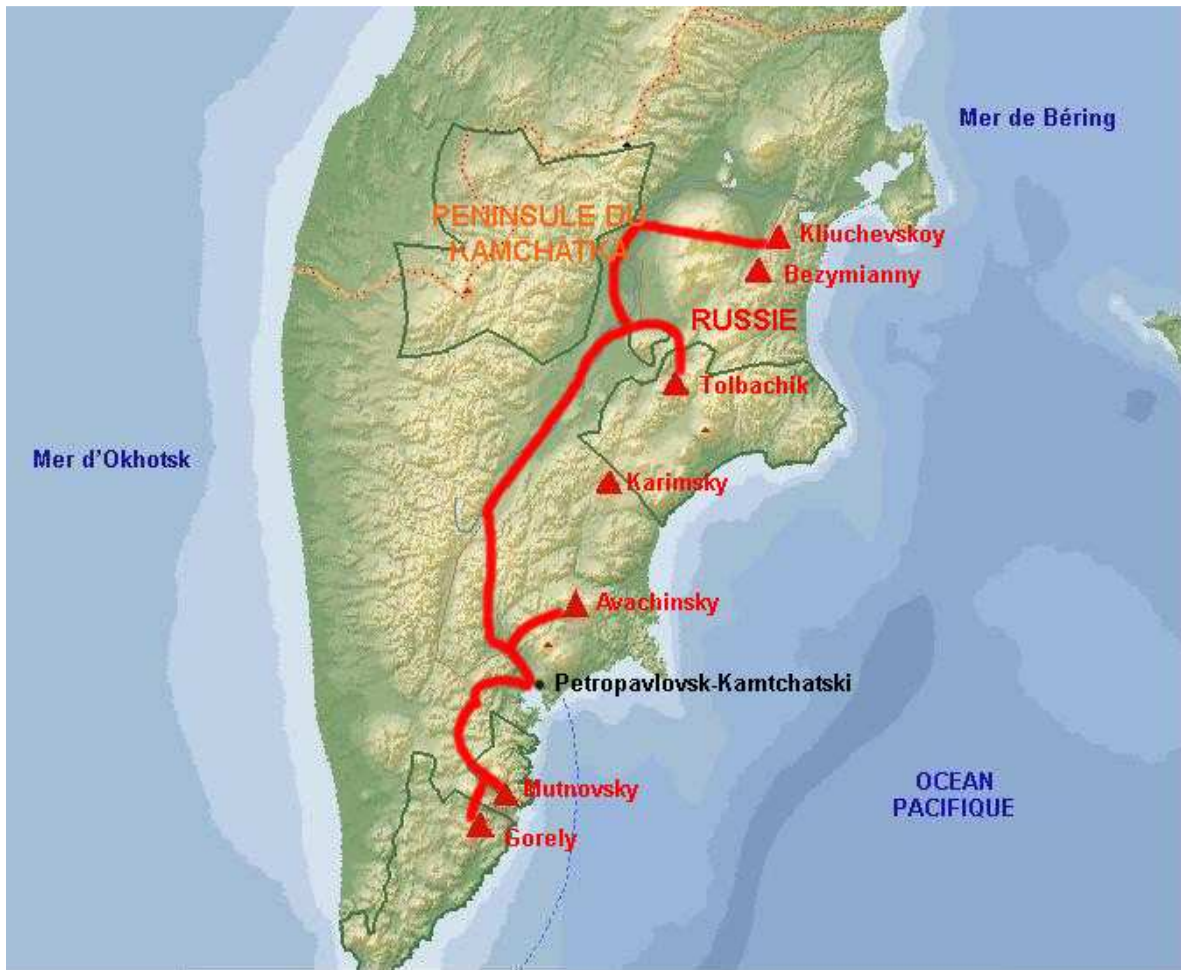 Mer de Béring
PENINSULE DU
KAMCHATKA
Kliuchevskoy
Bezymianny
RUSSIE
Tolbachik
Mer d'Okhotsk
Karimsky
Avachinsky
Petropavlovsk-Kamtchatski
OCEAN
PACIFIQUE
Mutnovsky
Gorely